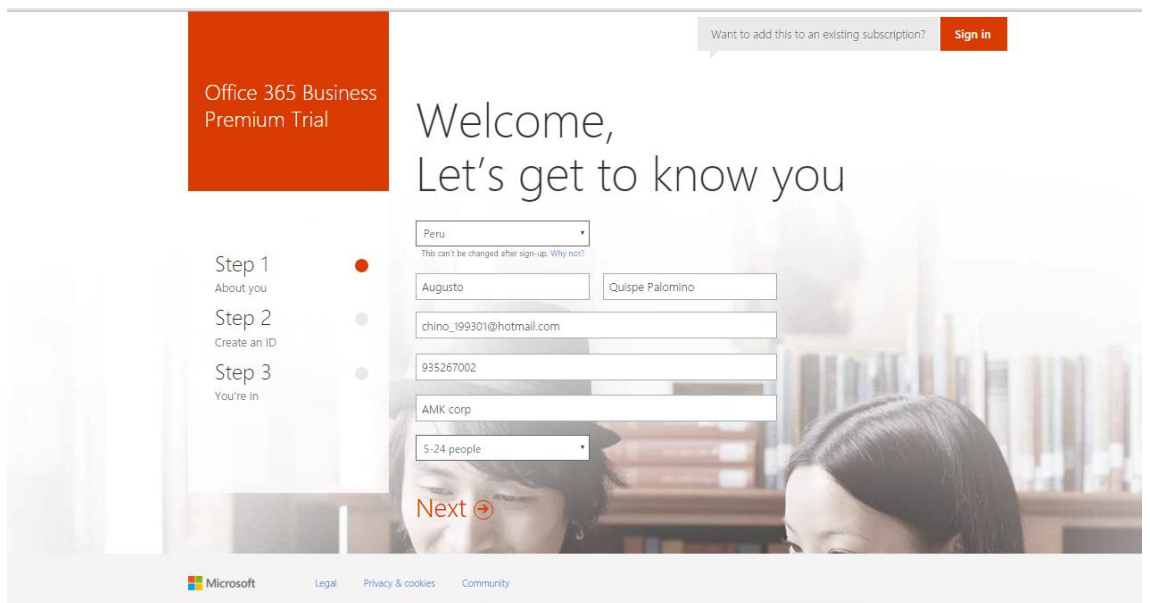 Want to add this to an existing subscription?
Sign in
Office 365 Business
Premium Trial
Welcome,
Let's get to know you
Peru
This can't be changed after sign-up. Why not?
Step 1
About you
Step 2
Create an ID
Step 3
You're in
Augusto
Quispe Palomino
chino_199301@hotmail.com
935267002
AMK corp
5-24 people
Next
Microsoft
Legal
Privacy & cookies
Community